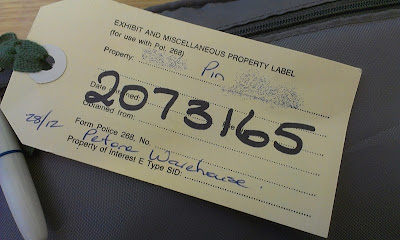 EXHIBIT AND MISCELLANEOUS PROPERTY LABEL
(for use with Pol. 268)
Property: Pin
2073165
Date obtained:
Obtained from:
28/12 Form Police 268, No. Petone Warehouse
Property of Interest E Type SID: